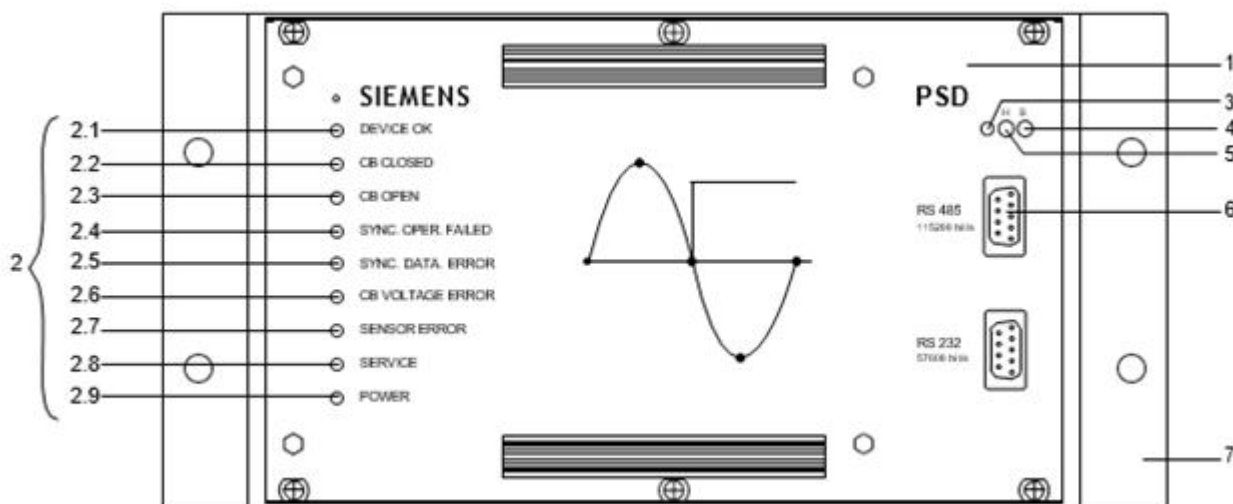 SIEMENS
PSD
1
3
H S
4
5
2
2.1 DEVICE OK
2.2 CB CLOSED
2.3 CB OPEN
2.4 SYNC. OPER. FAILED
2.5 SYNC. DATA. ERROR
2.6 CB VOLTAGE ERROR
2.7 SENSOR ERROR
2.8 SERVICE
2.9 POWER
RS 485
6
RS 232
7